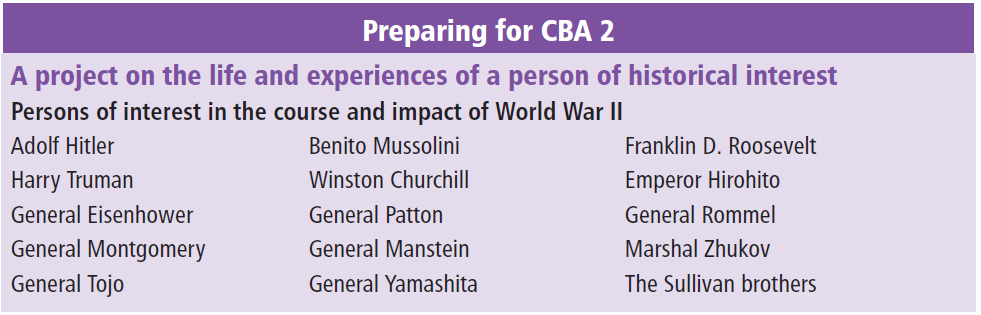 Preparing for CBA 2
A project on the life and experiences of a person of historical interest
Persons of interest in the course and impact of World War II
Adolf Hitler Benito Mussolini Franklin D. Roosevelt
Harry Truman Winston Churchill Emperor Hirohito
General Eisenhower General Patton General Rommel
General Montgomery General Manstein Marshal Zhukov
General Tojo General Yamashita The Sullivan brothers